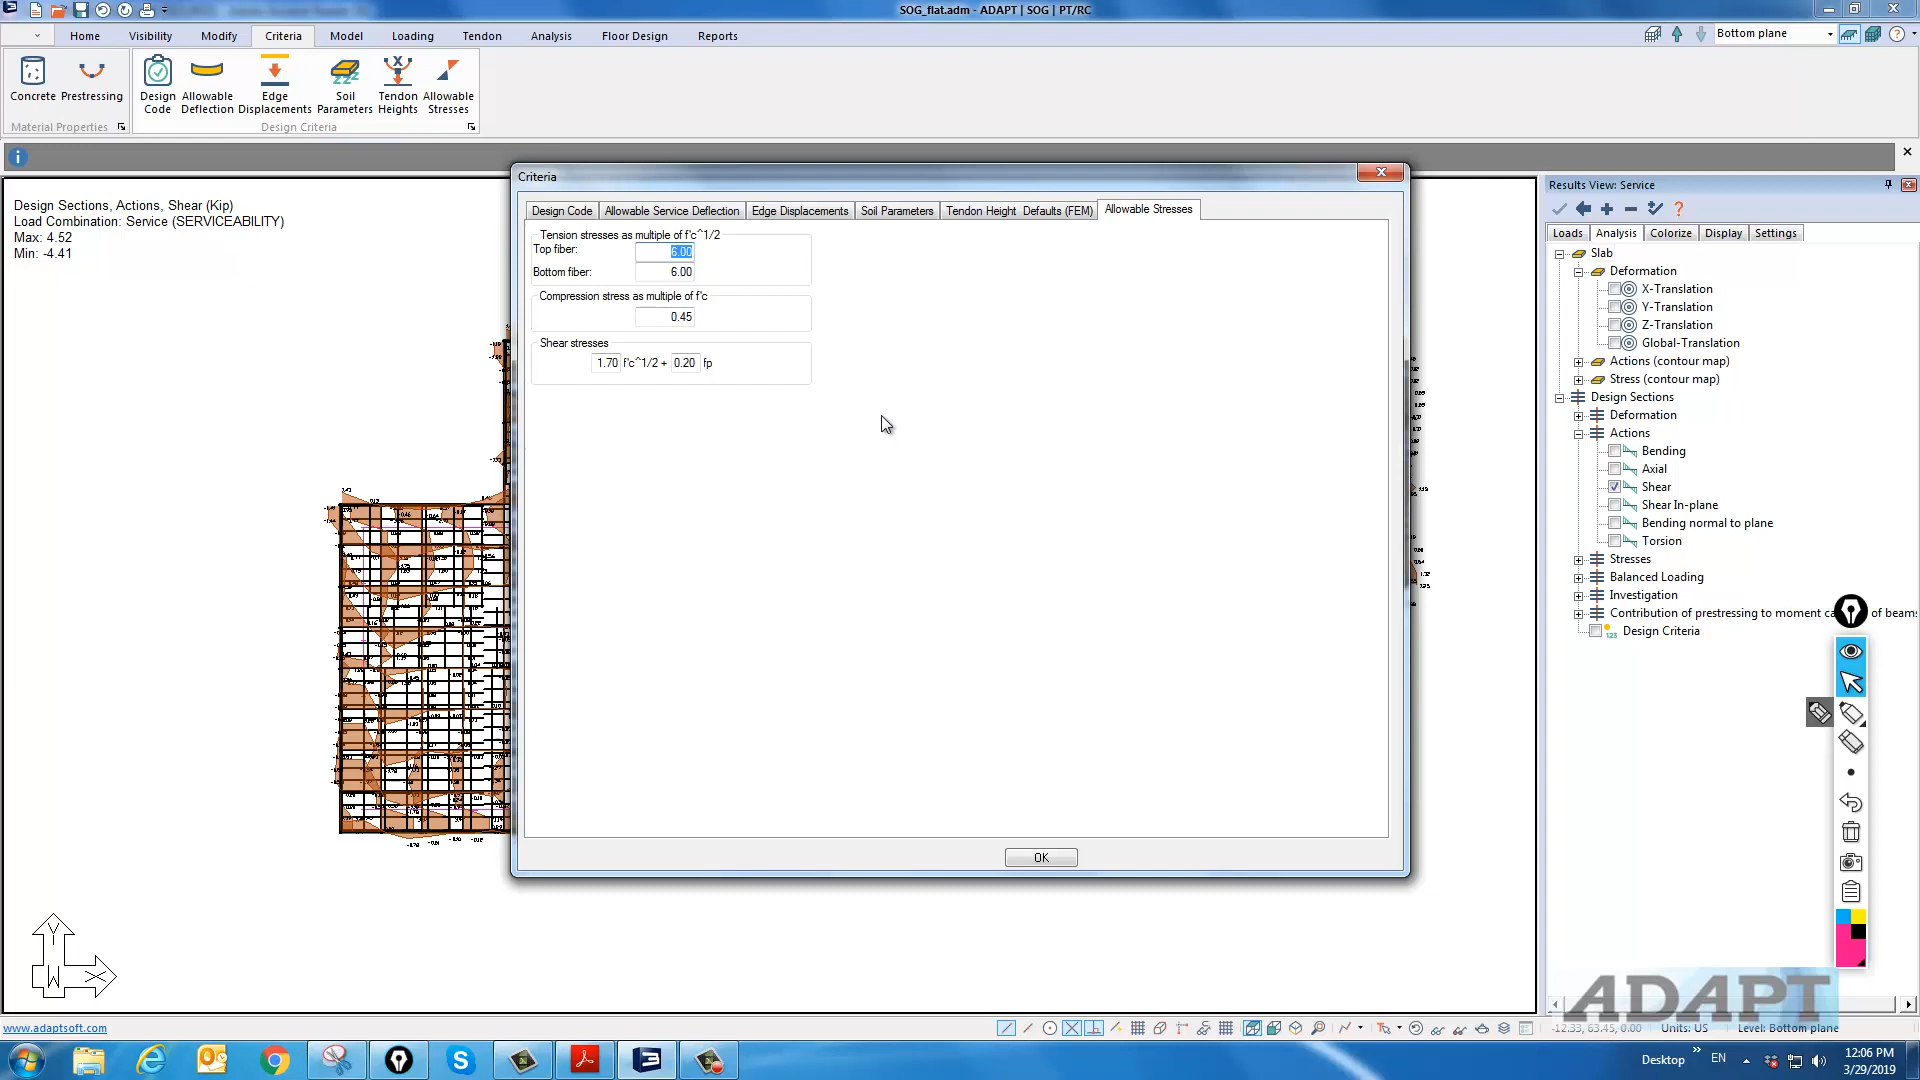 SOG_flat.adm - ADAPT | SOG | PT/RC
Home Visibility Modify Criteria Model Loading Tendon Analysis Floor Design Reports
Bottom plane
Concrete Prestressing Design Code Allowable Deflection Edge Displacements Soil Parameters Tendon Heights Allowable Stresses
Material Properties Design Criteria
Criteria
Design Code Allowable Service Deflection Edge Displacements Soil Parameters Tendon Height Defaults (FEM) Allowable Stresses
Tension stresses as multiple of f'c^1/2
Top fiber: 6.00
Bottom fiber: 6.00
Compression stress as multiple of f'c
0.45
Shear stresses
1.70 f'c^1/2 + 0.20 fp
OK
Design Sections, Actions, Shear (Kip)
Load Combination: Service (SERVICEABILITY)
Max: 4.52
Min: -4.41
Results View: Service
Loads Analysis Colorize Display Settings
Slab
Deformation
X-Translation
Y-Translation
Z-Translation
Global-Translation
Actions (contour map)
Stress (contour map)
Design Sections
Deformation
Actions
Bending
Axial
Shear
Shear In-plane
Bending normal to plane
Torsion
Stresses
Balanced Loading
Investigation
Contribution of prestressing to moment ca of beams
Design Criteria
Y
W X
ADAPT
www.adaptsoft.com
-12.33, 63.45, 0.00 Units: US Level: Bottom plane
Desktop EN 12:06 PM
3/29/2019